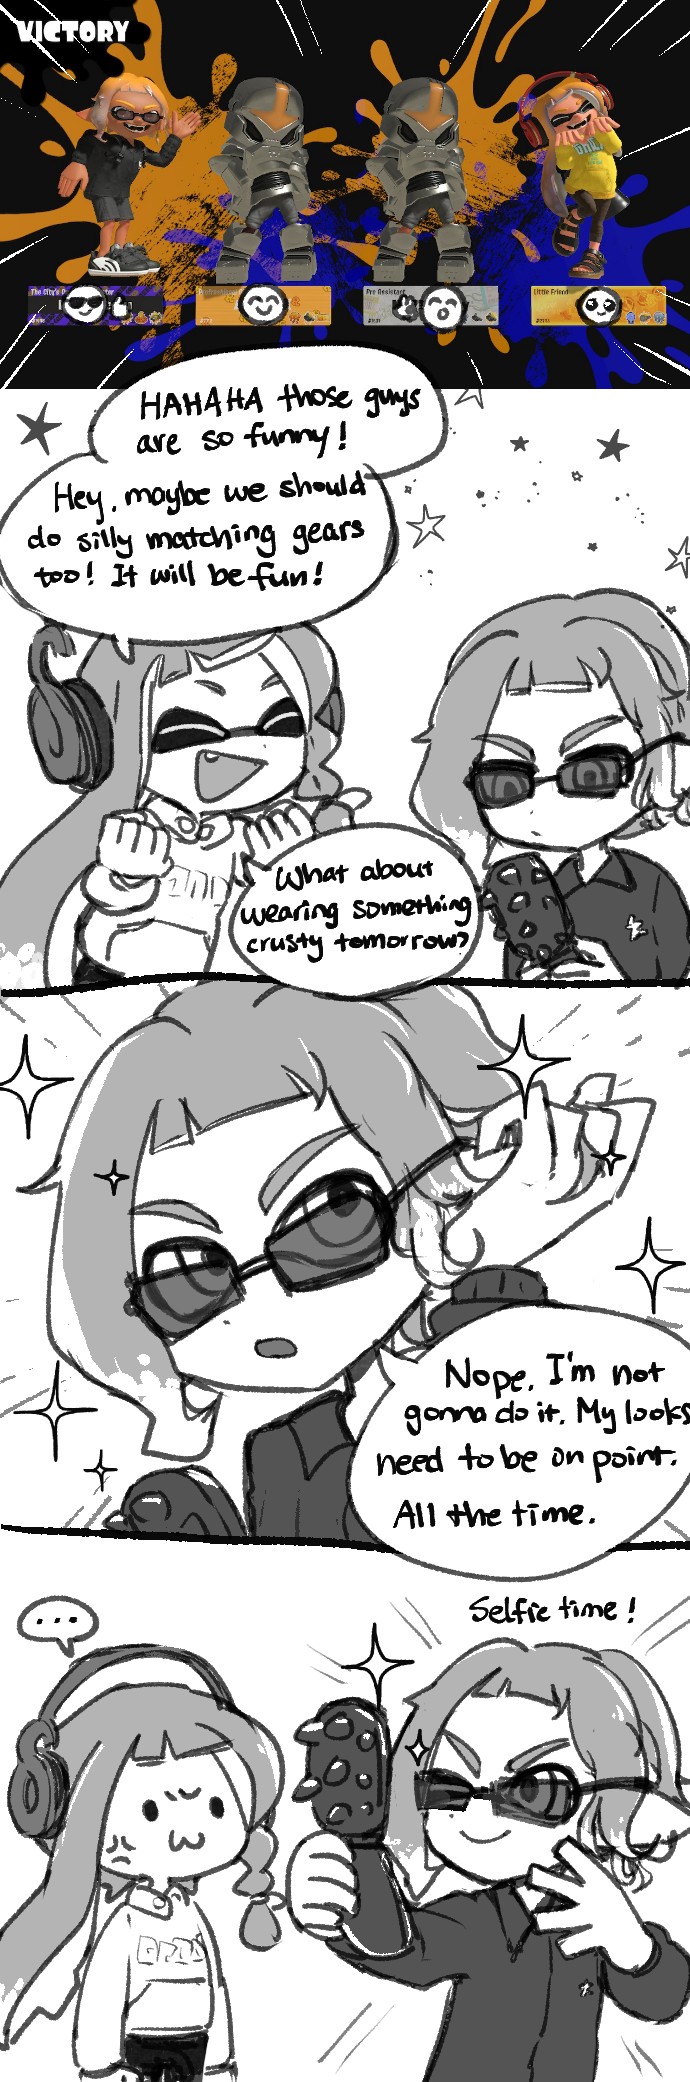 VICTORY
Pro Assistant
Little Friend
HAHAHA those guys
are so funny!
Hey, maybe we should
do silly matching gears
too! It will be fun!
What about
wearing something
crusty tomorrow?
Nope. I'm not
gonna do it. My looks
need to be on point.
All the time.
...
Selfie time!